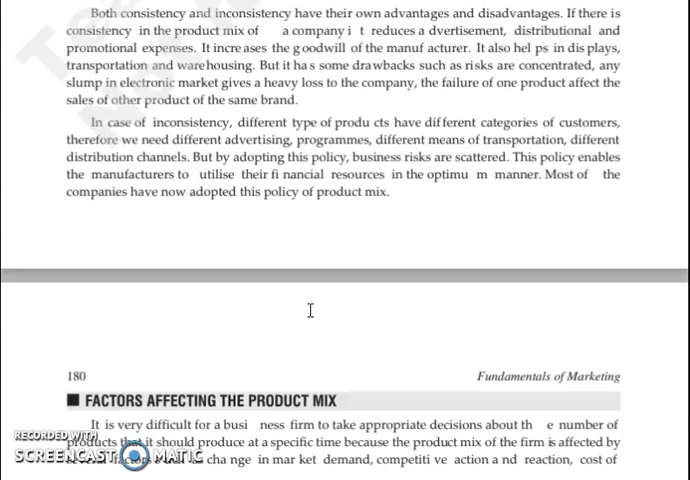 Both consistency and inconsistency have their own advantages and disadvantages. If there is
consistency in the product mix of a company i t reduces a dvertisement, distributional and
promotional expenses. It incre ases the g oodwill of the manuf acturer. It also hel ps in dis plays,
transportation and ware housing. But it ha s some dra wbacks such as ri sks are concentrated, any
slump in electronic market gives a heavy loss to the company, the failure of one product affect the
sales of other product of the same brand.
In case of inconsistency, different type of produ cts have dif ferent categories of customers,
therefore we need different advertising, programmes, different means of transportation, different
distribution channels. But by adopting this policy, business risks are scattered. This policy enables
the manufacturers to utilise their fi nancial resources in the optimu m manner. Most of the
companies have now adopted this policy of product mix.
180 Fundamentals of Marketing
■ FACTORS AFFECTING THE PRODUCT MIX
It is very difficult for a busi ness firm to take appropriate decisions about th e number of
products that it should produce at a specific time because the product mix of the firm is affected by
cha nge in mar ket demand, competiti ve action a nd reaction, cost of
RECORDED WITH
SCREENCAST MATIC